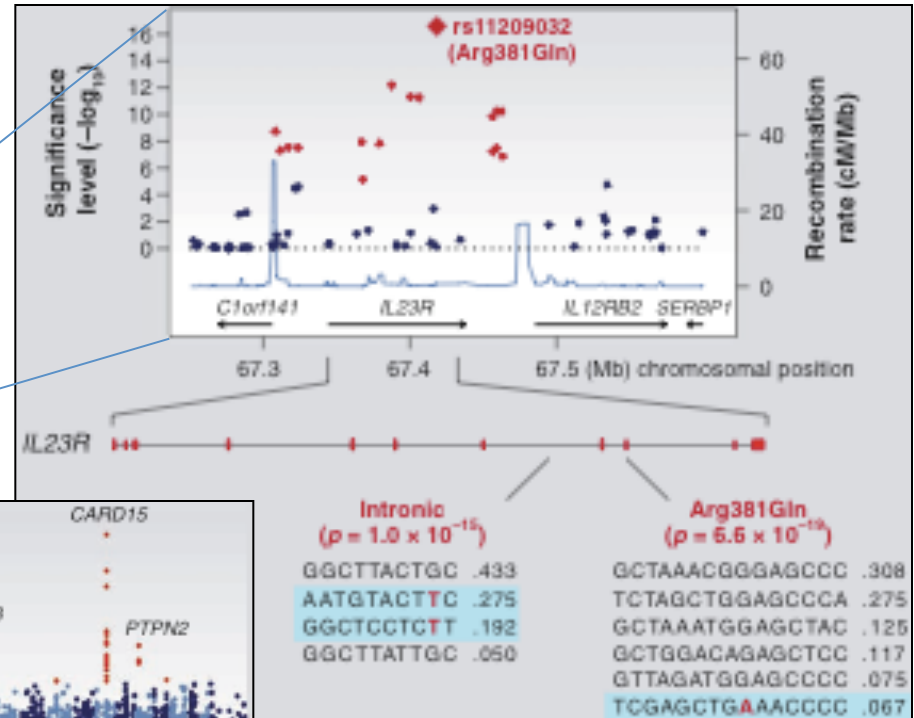 rs11209032
(Arg381Gln)
Significance
level (–log₁₀)
16
14
12
10
8
6
4
2
0
60
40
20
0
Recombination
rate (cM/Mb)
C1orf141
IL23R
IL12RB2
SERBP1
67.3
67.4
67.5 (Mb) chromosomal position
IL23R
Intronic
(p = 1.0 × 10⁻¹⁵)
GGCTTACTGC .433
AATGTACTTC .275
GGCTCCTCTT .192
GGCTTATTGC .050
Arg381Gln
(p = 6.6 × 10⁻¹⁹)
GCTAAACGGGAGCCC .308
TCTAGCTGGAGCCCA .275
GCTAAATGGAGCTAC .125
GCTGGACAGAGCTCC .117
GTTAGATGGAGCCCC .075
TCGAGCTGAAACCCC .067
CARD15
PTPN2